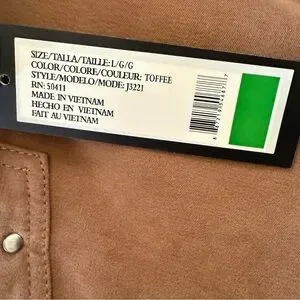 SIZE/TALLA/TAILLE: L/G/G
COLOR/COLORE/COULEUR: TOFFEE
STYLE/MODELO/MODE: J3221
RN: 50411
MADE IN VIETNAM
HECHO EN VIETNAM
FAIT AU VIETNAM